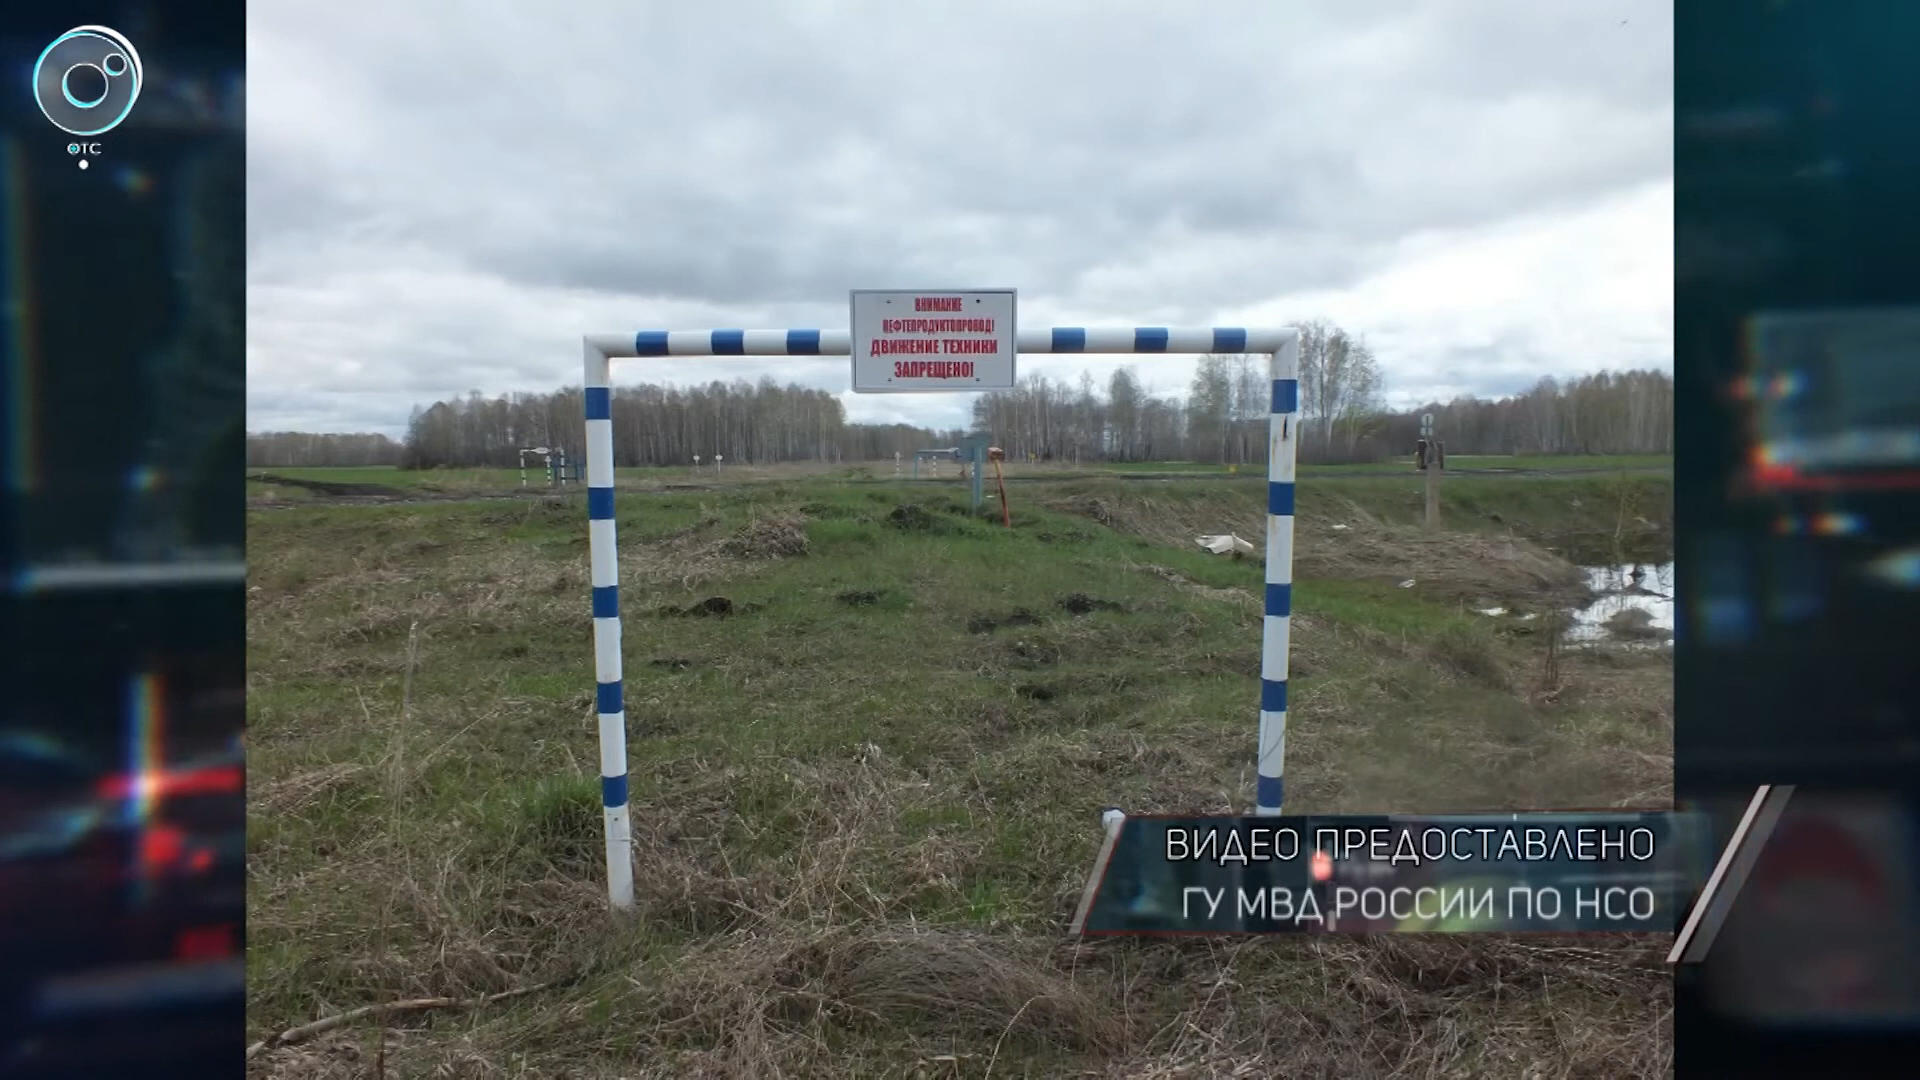 ОТС
ВНИМАНИЕ
НЕФТЕПРОДУКТОПРОВОД!
ДВИЖЕНИЕ ТЕХНИКИ
ЗАПРЕЩЕНО!
ВИДЕО ПРЕДОСТАВЛЕНО
ГУ МВД РОССИИ ПО НСО